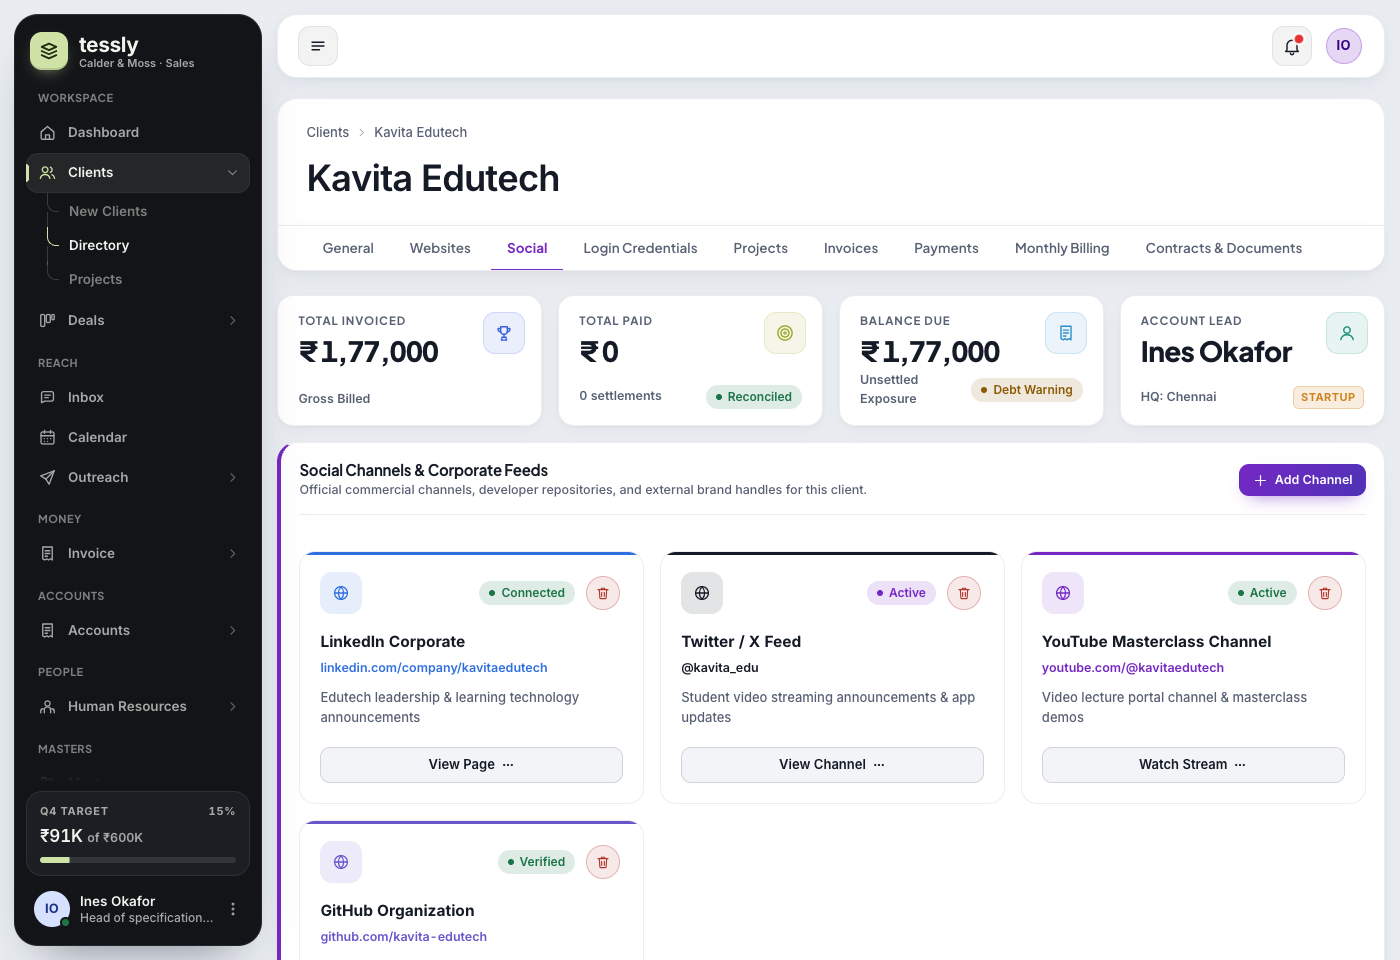 tessly
Calder & Moss · Sales
WORKSPACE
Dashboard
Clients
New Clients
Directory
Projects
Deals
REACH
Inbox
Calendar
Outreach
MONEY
Invoice
ACCOUNTS
Accounts
PEOPLE
Human Resources
MASTERS
Q4 TARGET 15%
₹91K of ₹600K
IO
Ines Okafor
Head of specification...
IO
Clients > Kavita Edutech
Kavita Edutech
General Websites Social Login Credentials Projects Invoices Payments Monthly Billing Contracts & Documents
TOTAL INVOICED
₹1,77,000
Gross Billed
TOTAL PAID
₹0
0 settlements
Reconciled
BALANCE DUE
₹1,77,000
Unsettled
Exposure
Debt Warning
ACCOUNT LEAD
Ines Okafor
HQ: Chennai
STARTUP
Social Channels & Corporate Feeds
Official commercial channels, developer repositories, and external brand handles for this client.
+ Add Channel
Connected
LinkedIn Corporate
linkedin.com/company/kavitaedutech
Edutech leadership & learning technology
announcements
View Page ···
Active
Twitter / X Feed
@kavita_edu
Student video streaming announcements & app
updates
View Channel ···
Active
YouTube Masterclass Channel
youtube.com/@kavitaedutech
Video lecture portal channel & masterclass
demos
Watch Stream ···
Verified
GitHub Organization
github.com/kavita-edutech